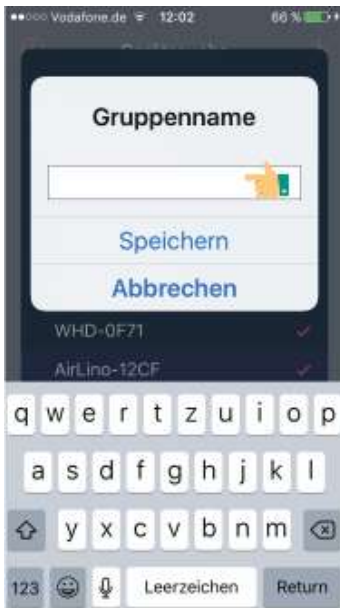 Vodafone.de 12:02 66 %
Gruppenname
Speichern
Abbrechen
WHD-0F71
AirLino-12CF
q w e r t z u i o p
a s d f g h j k l
y x c v b n m
123 Leerzeichen Return